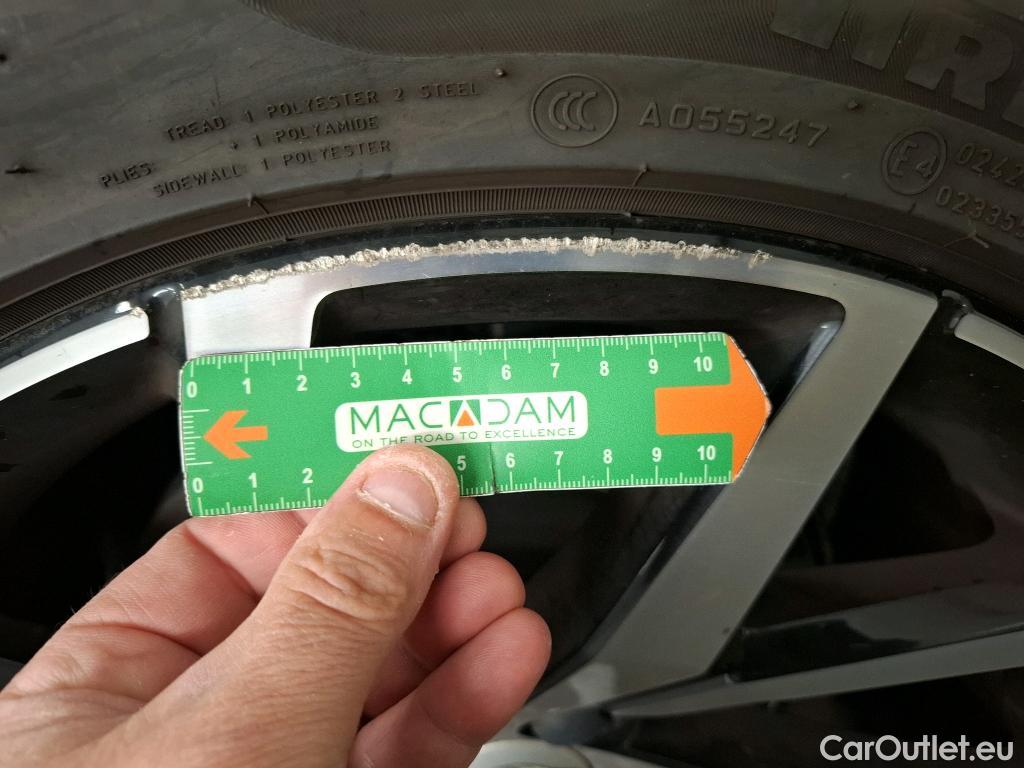 TREAD: 1 POLYESTER 2 STEEL
+ 1 POLYAMIDE
PLIES
SIDEWALL: 1 POLYESTER
CCC
A055247
E4
0242
02335
0 1 2 3 4 5 6 7 8 9 10
MACADAM
ON THE ROAD TO EXCELLENCE
0 1 2 5 6 7 8 9 10
CarOutlet.eu